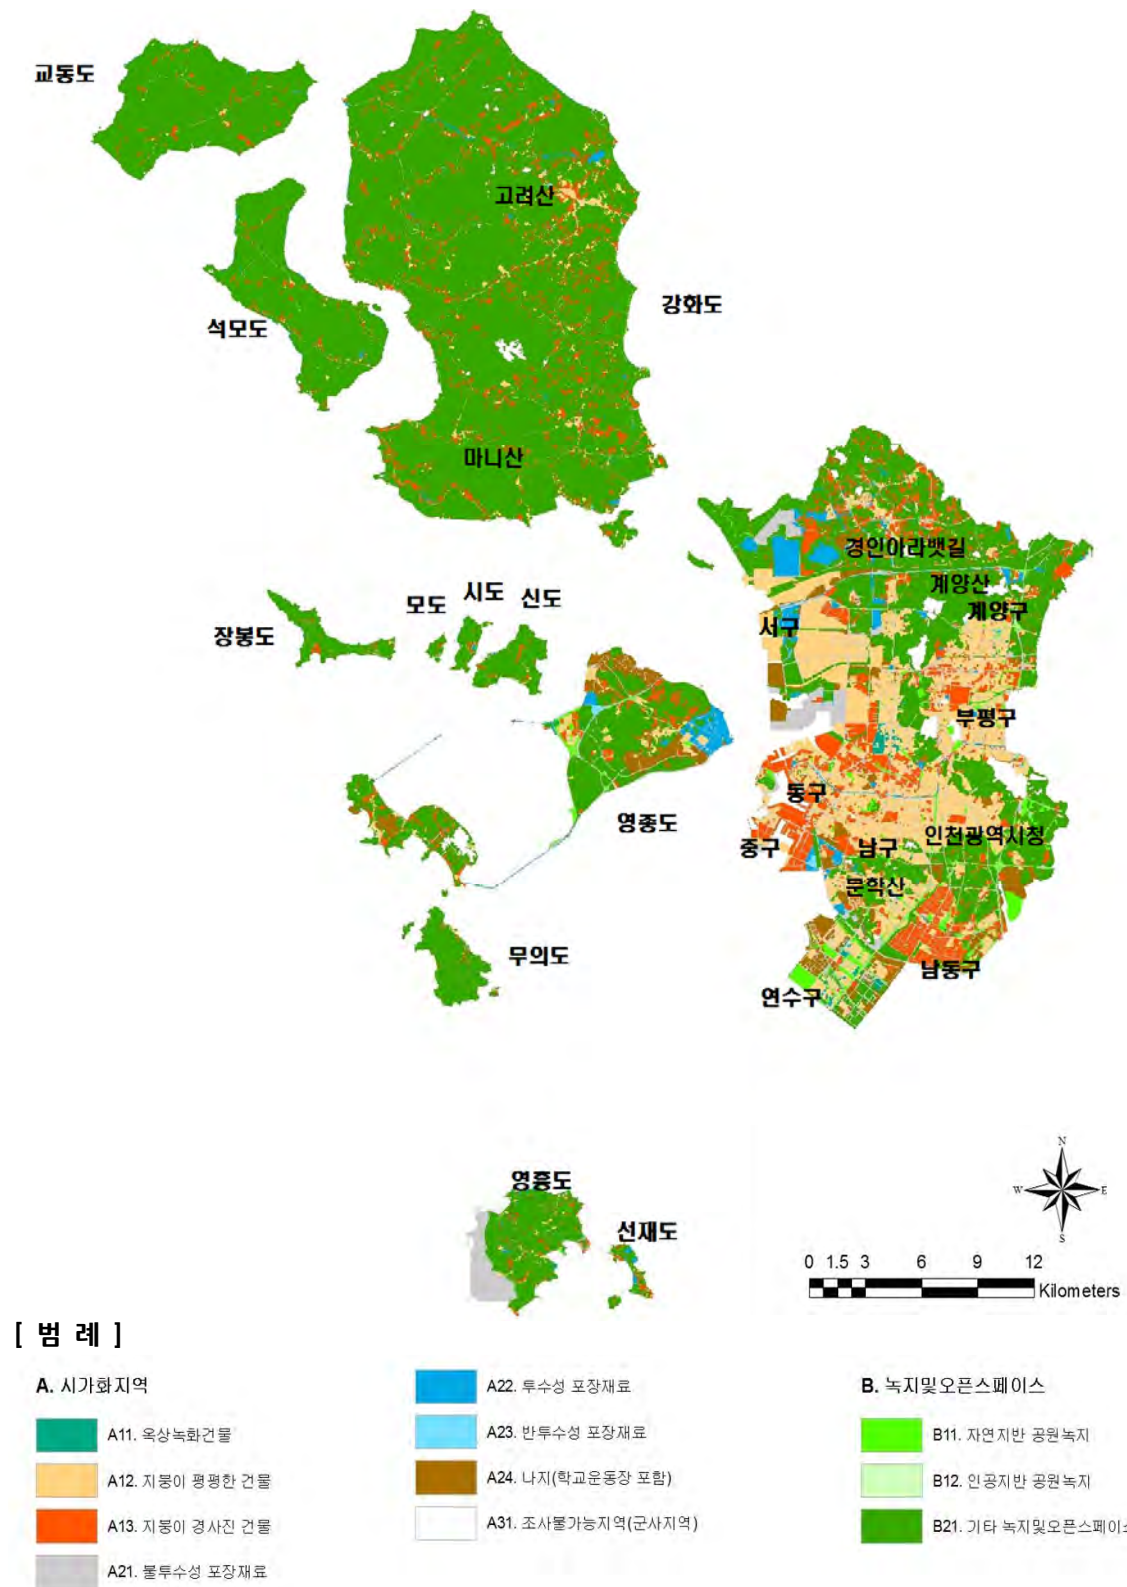 교동도
고려산
강화도
석모도
마니산
경인아라뱃길
계양산
계양구
모도
시도
신도
장봉도
서구
부평구
동구
영종도
중구
남구
인천광역시청
문학산
무의도
남동구
연수구
영흥도
선재도
N
W
E
S
0 1.5 3 6 9 12
Kilometers
[ 범 례 ]
A. 시가화지역
A11. 옥상녹화건물
A12. 지붕이 평평한 건물
A13. 지붕이 경사진 건물
A21. 불투수성 포장재료
A22. 투수성 포장재료
A23. 반투수성 포장재료
A24. 나지(학교운동장 포함)
A31. 조사불가능지역(군사지역)
B. 녹지및오픈스페이스
B11. 자연지반 공원녹지
B12. 인공지반 공원녹지
B21. 기타 녹지및오픈스페이스